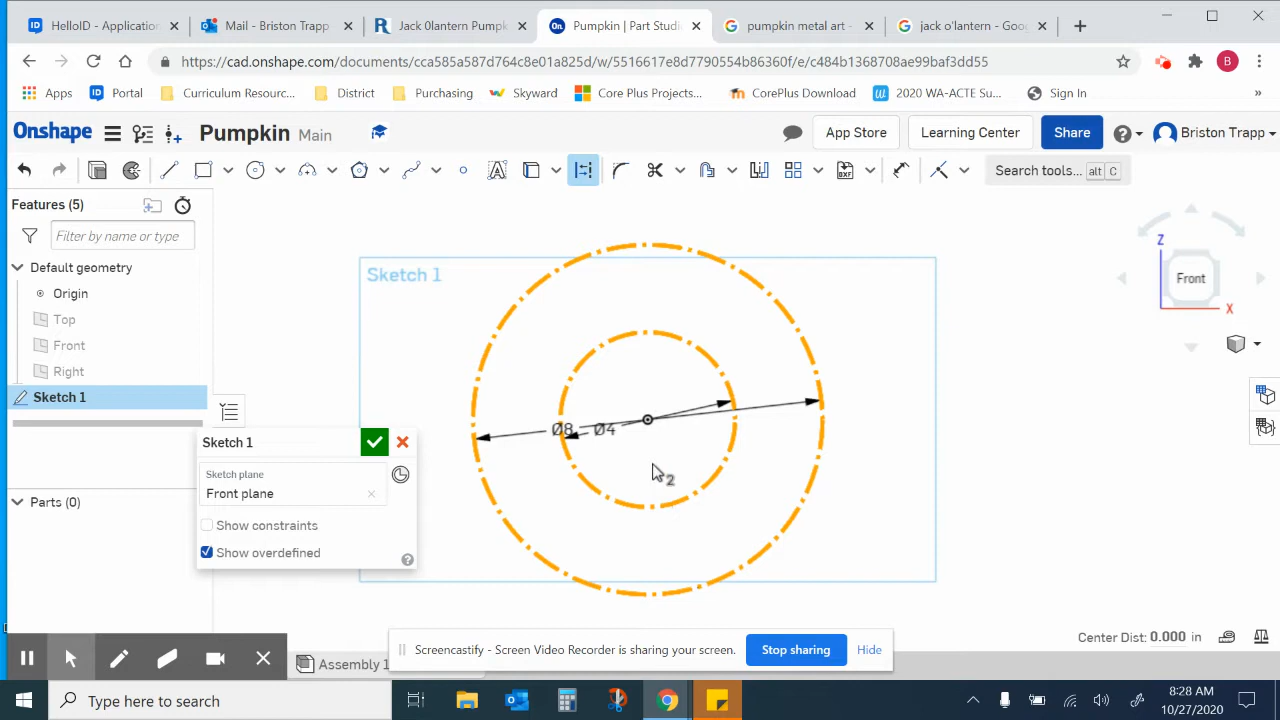 HelloID - Application
Mail - Briston Trapp
Jack 0lantern Pumpk
Pumpkin | Part Studi
pumpkin metal art -
jack o'lantern - Goog
https://cad.onshape.com/documents/cca585a587d764c8e01a825d/w/5516617e8d7790554b86360f/e/c484b1368708ae99baf3dd55
B
Apps
Portal
Curriculum Resourc...
District
Purchasing
Skyward
Core Plus Projects...
CorePlus Download
2020 WA-ACTE Su...
Sign In
»
Onshape
Pumpkin Main
App Store
Learning Center
Share
Briston Trapp
Search tools... alt C
Features (5)
Filter by name or type
Default geometry
Origin
Top
Front
Right
Sketch 1
Sketch 1
Sketch plane
Front plane
Show constraints
Show overdefined
Parts (0)
Sketch 1
Ø8
Ø4
2
Z
Front
X
Center Dist: 0.000 in
Assembly 1
Screencastify - Screen Video Recorder is sharing your screen.
Stop sharing
Hide
Type here to search
8:28 AM
10/27/2020